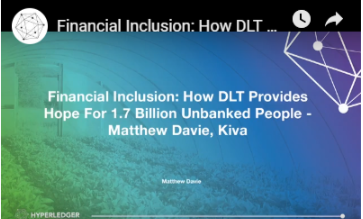 Financial Inclusion: How DLT ...
Financial Inclusion: How DLT Provides
Hope For 1.7 Billion Unbanked People -
Matthew Davie, Kiva
Matthew Davie
HYPERLEDGER